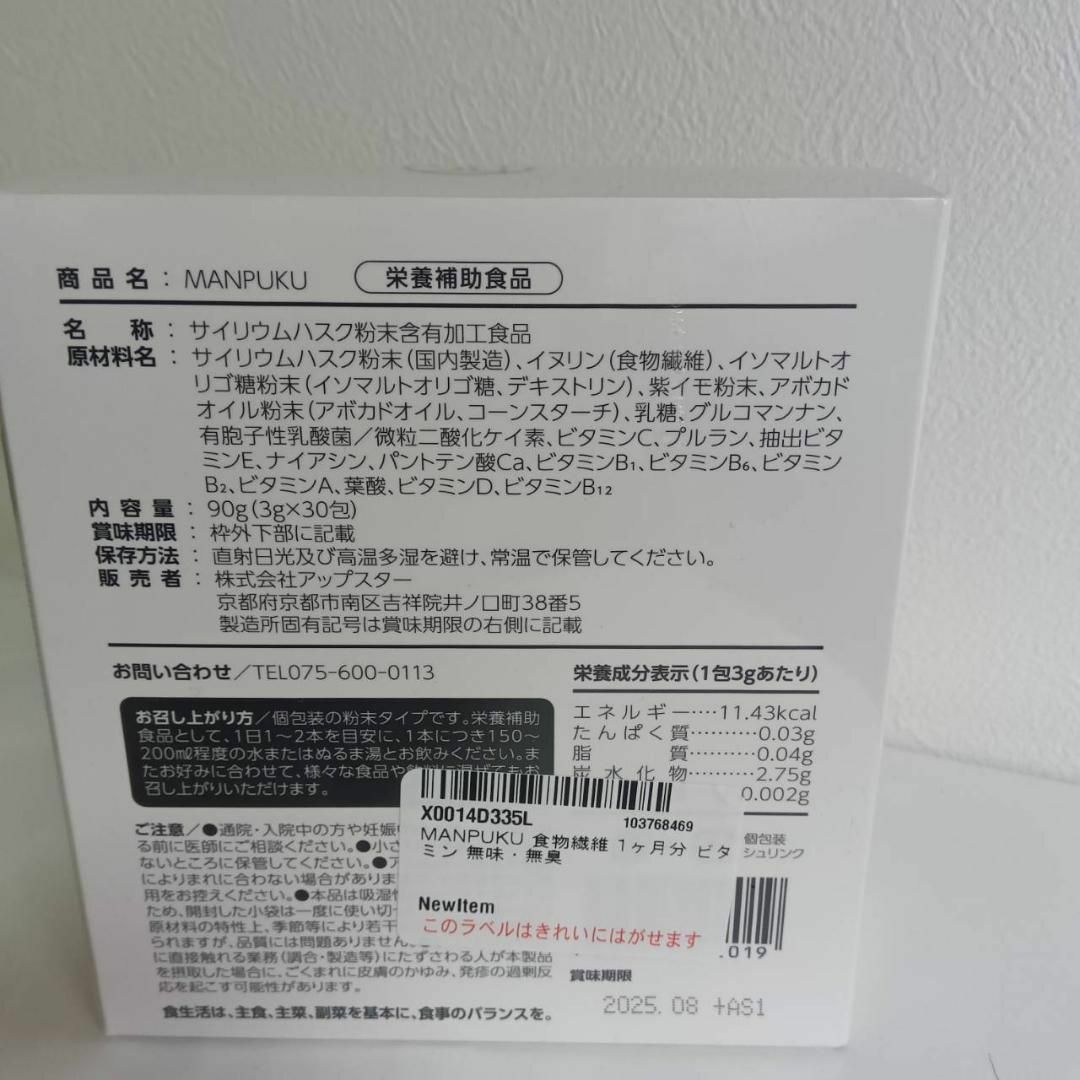 商品名：MANPUKU 栄養補助食品
名称：サイリウムハスク粉末含有加工食品
原材料名：サイリウムハスク粉末（国内製造）、イヌリン（食物繊維）、イソマルトオ
リゴ糖粉末（イソマルトオリゴ糖、デキストリン）、紫イモ粉末、アボカド
オイル粉末（アボカドオイル、コーンスターチ）、乳糖、グルコマンナン、
有胞子性乳酸菌／微粒二酸化ケイ素、ビタミンC、プルラン、抽出ビタ
ミンE、ナイアシン、パントテン酸Ca、ビタミンB₁、ビタミンB₆、ビタミン
B₂、ビタミンA、葉酸、ビタミンD、ビタミンB₁₂
内容量：90g（3g×30包）
賞味期限：枠外下部に記載
保存方法：直射日光及び高温多湿を避け、常温で保管してください。
販売者：株式会社アップスター
京都府京都市南区吉祥院井ノ口町38番5
製造所固有記号は賞味期限の右側に記載
お問い合わせ／TEL075-600-0113
お召し上がり方／個包装の粉末タイプです。栄養補助
食品として、1日1〜2本を目安に、1本につき150〜
200㎖程度の水またはぬるま湯とお飲みください。ま
たお好みに合わせて、様々な食品や飲料に混ぜてもお
召し上がりいただけます。
ご注意／●通院・入院中の方や妊娠
る前に医師にご相談ください。●小さ
ないところに保管してください。●ア
によりまれに合わない場合がありま
用をお控えください。●本品は吸湿性
ため、開封した小袋は一度に使い切
原材料の特性上、季節等により若干
られますが、品質には問題ありません。
に直接触れる業務（調合・製造等）にたずさわる人が本製品
を摂取した場合に、ごくまれに皮膚のかゆみ、発疹の過剰反
応を起こす可能性があります。
食生活は、主食、主菜、副菜を基本に、食事のバランスを。
栄養成分表示（1包3gあたり）
エネルギー‥‥11.43kcal
たんぱく質‥‥‥‥‥0.03g
脂質‥‥‥‥‥0.04g
炭水化物‥‥‥‥‥2.75g
0.002g
個包装
シュリンク
X0014D335L
103768469
MANPUKU 食物繊維 1ヶ月分 ビタ
ミン 無味・無臭
NewItem
このラベルはきれいにはがせます
.019
賞味期限
2025.08 +AS1